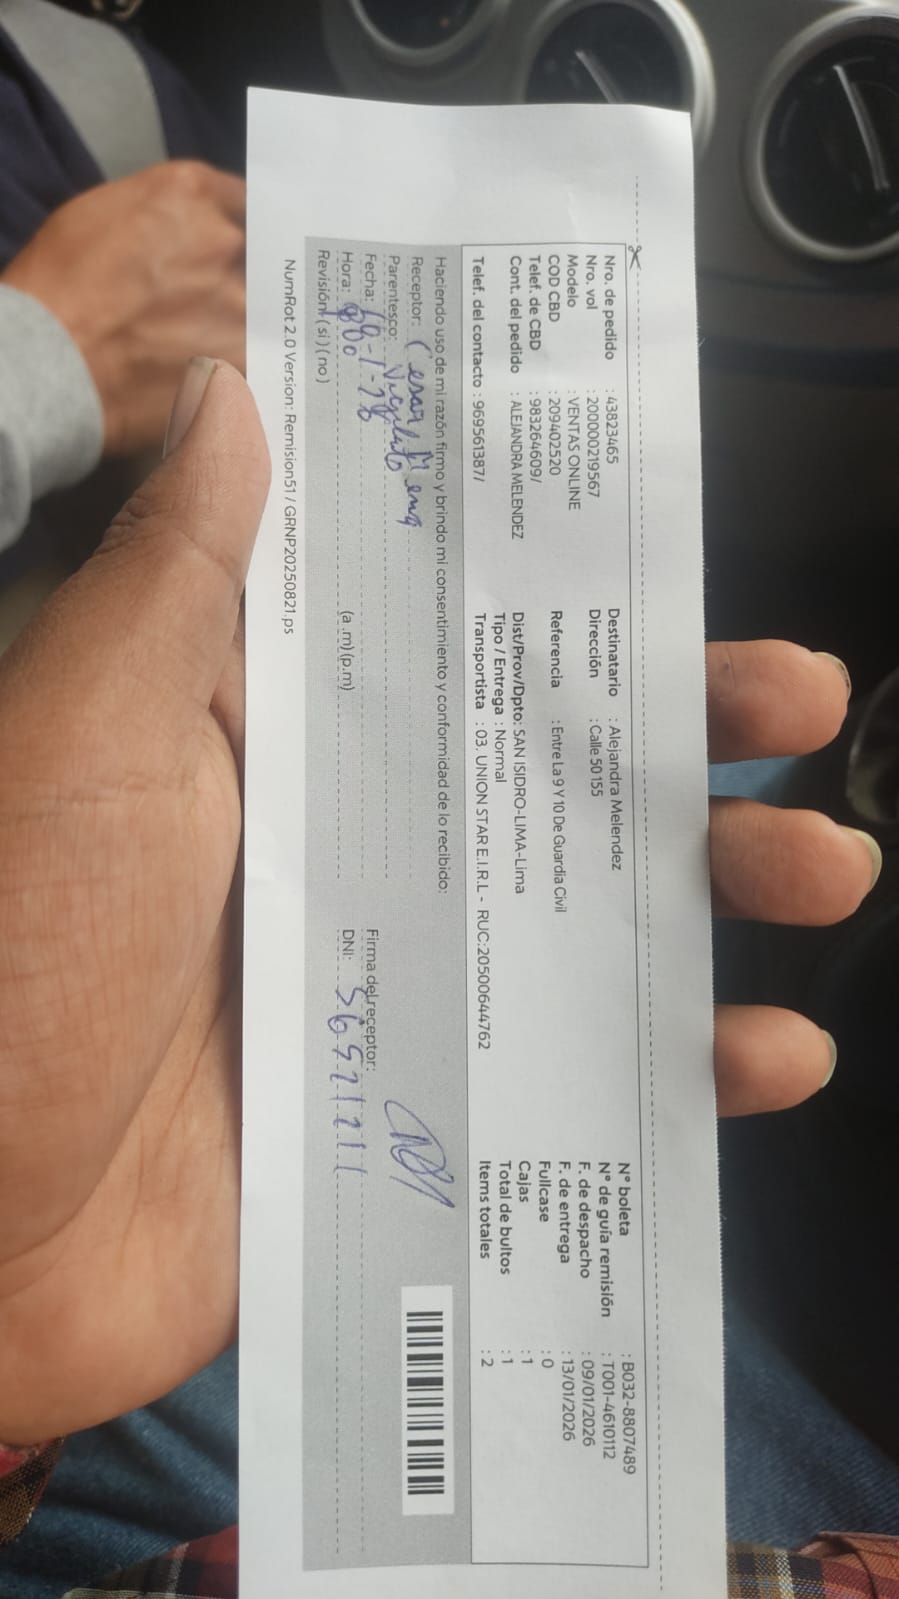 Nro. de pedido : 43823465
Nro. vol : 200000219567
Modelo : VENTAS ONLINE
COD CBD : 209402520
Telef. de CBD : 983264609/
Cont. del pedido : ALEJANDRA MELENDEZ
Telef. del contacto : 969561387/
Destinatario : Alejandra Melendez
Dirección : Calle 50 155
Referencia : Entre La 9 Y 10 De Guardia Civil
Dist/Prov/Dpto: SAN ISIDRO-LIMA-Lima
Tipo / Entrega : Normal
Transportista : 03. UNION STAR E.I.R.L - RUC:20500644762
N° boleta : B032-8807489
N° de guía remisión : T001-4610112
F. de despacho : 09/01/2026
F. de entrega : 13/01/2026
Fullcase : 0
Cajas : 1
Total de bultos : 1
Items totales : 2
Haciendo uso de mi razón firmo y brindo mi consentimiento y conformidad de lo recibido:
Receptor: Cesar
Parentesco:
Fecha:
Hora: (a .m) (p.m)
Revisión ( si ) ( no )
Firma del receptor:
DNI:
NumRot 2.0 Version: Remision51 / GRNP20250821.ps